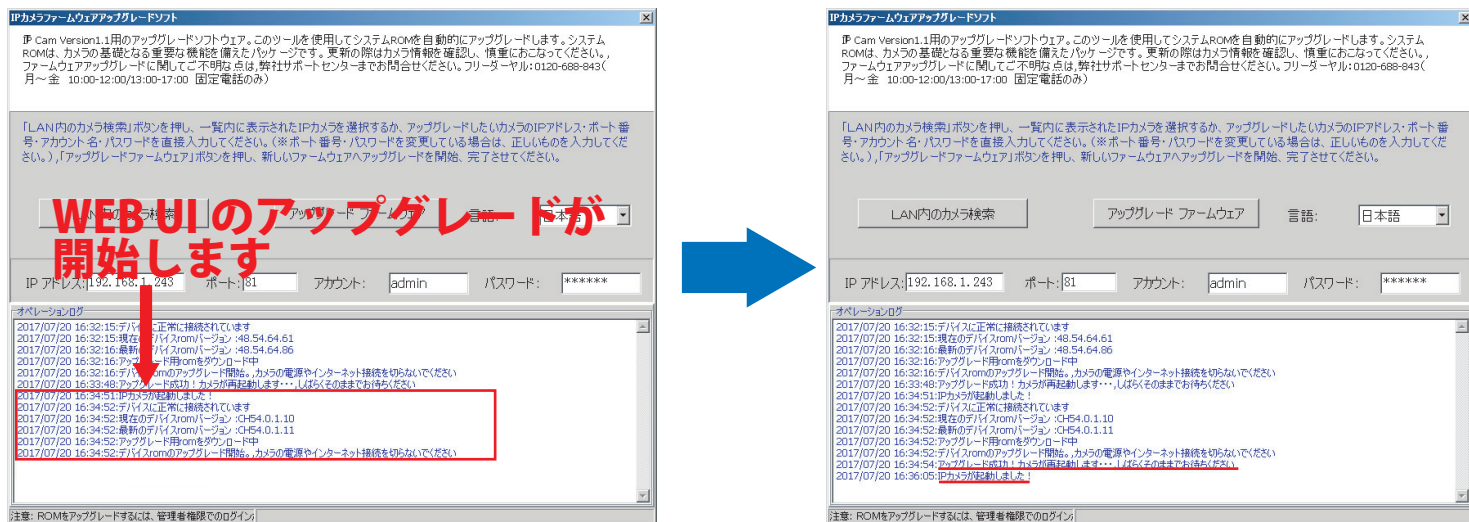 IPカメラファームウェアアップグレードソフト
IP Cam Version1.1用のアップグレードソフトウェア。このツールを使用してシステムROMを自動的にアップグレードします。システム
ROMは、カメラの基礎となる重要な機能を備えたパッケージです。更新の際はカメラ情報を確認し、慎重におこなってください。,
ファームウェアアップグレードに関してご不明な点は,弊社サポートセンターまでお問合せください。フリーダーヤル:0120-688-843(
月～金 10:00-12:00/13:00-17:00 固定電話のみ)
「LAN内のカメラ検索」ボタンを押し、一覧内に表示されたIPカメラを選択するか、アップグレードしたいカメラのIPアドレス・ポート番
号・アカウント名・パスワードを直接入力してください。(※ポート番号・パスワードを変更している場合は、正しいものを入力してくだ
さい。),「アップグレードファームウェア」ボタンを押し、新しいファームウェアへアップグレードを開始、完了させてください。
LAN内のカメラ検索
アップグレード ファームウェア
言語:
日本語
WEB UI のアップグレードが
開始します
IP アドレス: 192.168.1.243 ポート: 81 アカウント: admin パスワード: ******
オペレーションログ
2017/07/20 16:32:15:デバイスに正常に接続されています
2017/07/20 16:32:15:現在のデバイスromバージョン :48.54.64.61
2017/07/20 16:32:16:最新のデバイスromバージョン :48.54.64.86
2017/07/20 16:32:16:アップグレード用romをダウンロード中
2017/07/20 16:32:16:デバイスromのアップグレード開始。,カメラの電源やインターネット接続を切らないでください
2017/07/20 16:33:48:アップグレード成功！カメラが再起動します・・・,しばらくそのままでお待ちください
2017/07/20 16:34:51:IPカメラが起動しました！
2017/07/20 16:34:52:デバイスに正常に接続されています
2017/07/20 16:34:52:現在のデバイスromバージョン :CH54.0.1.10
2017/07/20 16:34:52:最新のデバイスromバージョン :CH54.0.1.11
2017/07/20 16:34:52:アップグレード用romをダウンロード中
2017/07/20 16:34:52:デバイスromのアップグレード開始。,カメラの電源やインターネット接続を切らないでください
注意: ROMをアップグレードするには、管理者権限でのログイン
IPカメラファームウェアアップグレードソフト
IP Cam Version1.1用のアップグレードソフトウェア。このツールを使用してシステムROMを自動的にアップグレードします。システム
ROMは、カメラの基礎となる重要な機能を備えたパッケージです。更新の際はカメラ情報を確認し、慎重におこなってください。,
ファームウェアアップグレードに関してご不明な点は,弊社サポートセンターまでお問合せください。フリーダーヤル:0120-688-843(
月～金 10:00-12:00/13:00-17:00 固定電話のみ)
「LAN内のカメラ検索」ボタンを押し、一覧内に表示されたIPカメラを選択するか、アップグレードしたいカメラのIPアドレス・ポート番
号・アカウント名・パスワードを直接入力してください。(※ポート番号・パスワードを変更している場合は、正しいものを入力してくだ
さい。),「アップグレードファームウェア」ボタンを押し、新しいファームウェアへアップグレードを開始、完了させてください。
LAN内のカメラ検索
アップグレード ファームウェア
言語:
日本語
IP アドレス: 192.168.1.243 ポート: 81 アカウント: admin パスワード: ******
オペレーションログ
2017/07/20 16:32:15:デバイスに正常に接続されています
2017/07/20 16:32:15:現在のデバイスromバージョン :48.54.64.61
2017/07/20 16:32:16:最新のデバイスromバージョン :48.54.64.86
2017/07/20 16:32:16:アップグレード用romをダウンロード中
2017/07/20 16:32:16:デバイスromのアップグレード開始。,カメラの電源やインターネット接続を切らないでください
2017/07/20 16:33:48:アップグレード成功！カメラが再起動します・・・,しばらくそのままでお待ちください
2017/07/20 16:34:51:IPカメラが起動しました！
2017/07/20 16:34:52:デバイスに正常に接続されています
2017/07/20 16:34:52:現在のデバイスromバージョン :CH54.0.1.10
2017/07/20 16:34:52:最新のデバイスromバージョン :CH54.0.1.11
2017/07/20 16:34:52:アップグレード用romをダウンロード中
2017/07/20 16:34:52:デバイスromのアップグレード開始。,カメラの電源やインターネット接続を切らないでください
2017/07/20 16:34:54:アップグレード成功！カメラが再起動します・・・,しばらくそのままでお待ちください
2017/07/20 16:36:05:IPカメラが起動しました！
注意: ROMをアップグレードするには、管理者権限でのログイン